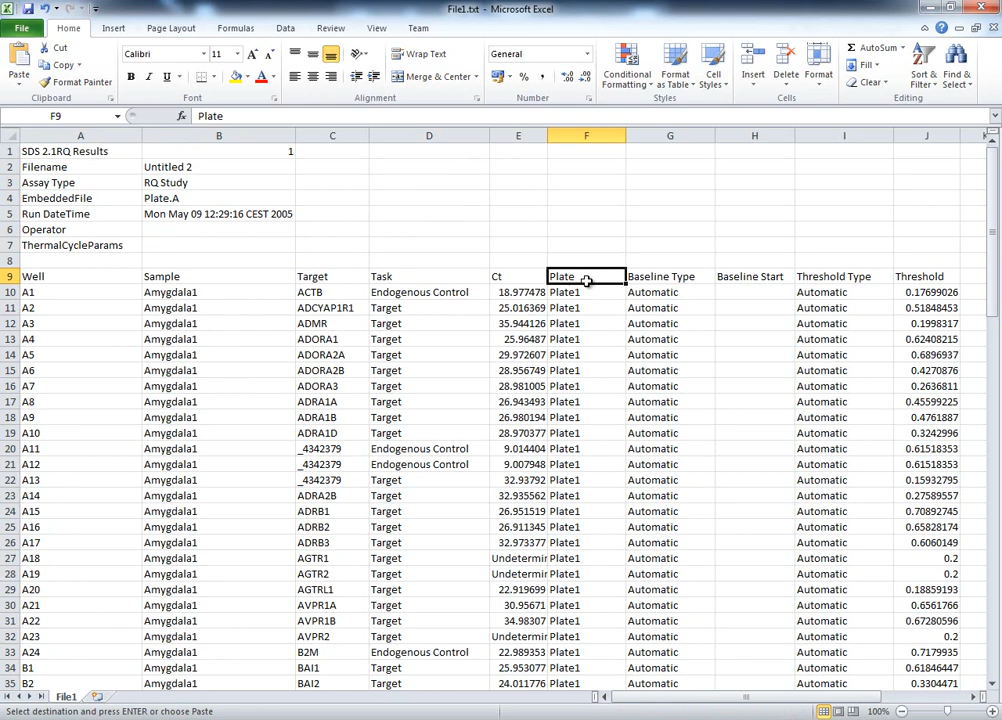 File1.txt - Microsoft Excel
File Home Insert Page Layout Formulas Data Review View Team
Paste Cut Copy Format Painter Calibri 11 Wrap Text Merge & Center General Conditional Formatting Format as Table Cell Styles Insert Delete Format AutoSum Fill Clear Sort & Filter Find & Select
Clipboard Font Alignment Number Styles Cells Editing
F9 fx Plate
A B C D E F G H I J K
1 SDS 2.1RQ Results 1
2 Filename Untitled 2
3 Assay Type RQ Study
4 EmbeddedFile Plate.A
5 Run DateTime Mon May 09 12:29:16 CEST 2005
6 Operator
7 ThermalCycleParams
8
9 Well Sample Target Task Ct Plate Baseline Type Baseline Start Threshold Type Threshold
10 A1 Amygdala1 ACTB Endogenous Control 18.977478 Plate1 Automatic Automatic 0.17699026
11 A2 Amygdala1 ADCYAP1R1 Target 25.016369 Plate1 Automatic Automatic 0.51848453
12 A3 Amygdala1 ADMR Target 35.944126 Plate1 Automatic Automatic 0.1998317
13 A4 Amygdala1 ADORA1 Target 25.96487 Plate1 Automatic Automatic 0.62408215
14 A5 Amygdala1 ADORA2A Target 29.972607 Plate1 Automatic Automatic 0.6896937
15 A6 Amygdala1 ADORA2B Target 28.956749 Plate1 Automatic Automatic 0.4270876
16 A7 Amygdala1 ADORA3 Target 28.981005 Plate1 Automatic Automatic 0.2636811
17 A8 Amygdala1 ADRA1A Target 26.943493 Plate1 Automatic Automatic 0.45599225
18 A9 Amygdala1 ADRA1B Target 26.980194 Plate1 Automatic Automatic 0.4761887
19 A10 Amygdala1 ADRA1D Target 28.970377 Plate1 Automatic Automatic 0.3242996
20 A11 Amygdala1 _4342379 Endogenous Control 9.014404 Plate1 Automatic Automatic 0.61518353
21 A12 Amygdala1 _4342379 Endogenous Control 9.007948 Plate1 Automatic Automatic 0.61518353
22 A13 Amygdala1 _4342379 Target 32.93792 Plate1 Automatic Automatic 0.15932795
23 A14 Amygdala1 ADRA2B Target 32.935562 Plate1 Automatic Automatic 0.27589557
24 A15 Amygdala1 ADRB1 Target 26.951519 Plate1 Automatic Automatic 0.70892745
25 A16 Amygdala1 ADRB2 Target 26.911345 Plate1 Automatic Automatic 0.65828174
26 A17 Amygdala1 ADRB3 Target 32.973377 Plate1 Automatic Automatic 0.6060149
27 A18 Amygdala1 AGTR1 Target Undetermir Plate1 Automatic Automatic 0.2
28 A19 Amygdala1 AGTR2 Target Undetermir Plate1 Automatic Automatic 0.2
29 A20 Amygdala1 AGTRL1 Target 22.919699 Plate1 Automatic Automatic 0.18859193
30 A21 Amygdala1 AVPR1A Target 30.95671 Plate1 Automatic Automatic 0.6561766
31 A22 Amygdala1 AVPR1B Target 34.98307 Plate1 Automatic Automatic 0.67280596
32 A23 Amygdala1 AVPR2 Target Undetermir Plate1 Automatic Automatic 0.2
33 A24 Amygdala1 B2M Endogenous Control 22.989353 Plate1 Automatic Automatic 0.7179935
34 B1 Amygdala1 BAI1 Target 25.953077 Plate1 Automatic Automatic 0.61846447
35 B2 Amygdala1 BAI2 Target 24.011776 Plate1 Automatic Automatic 0.3304471
File1
Select destination and press ENTER or choose Paste 100%